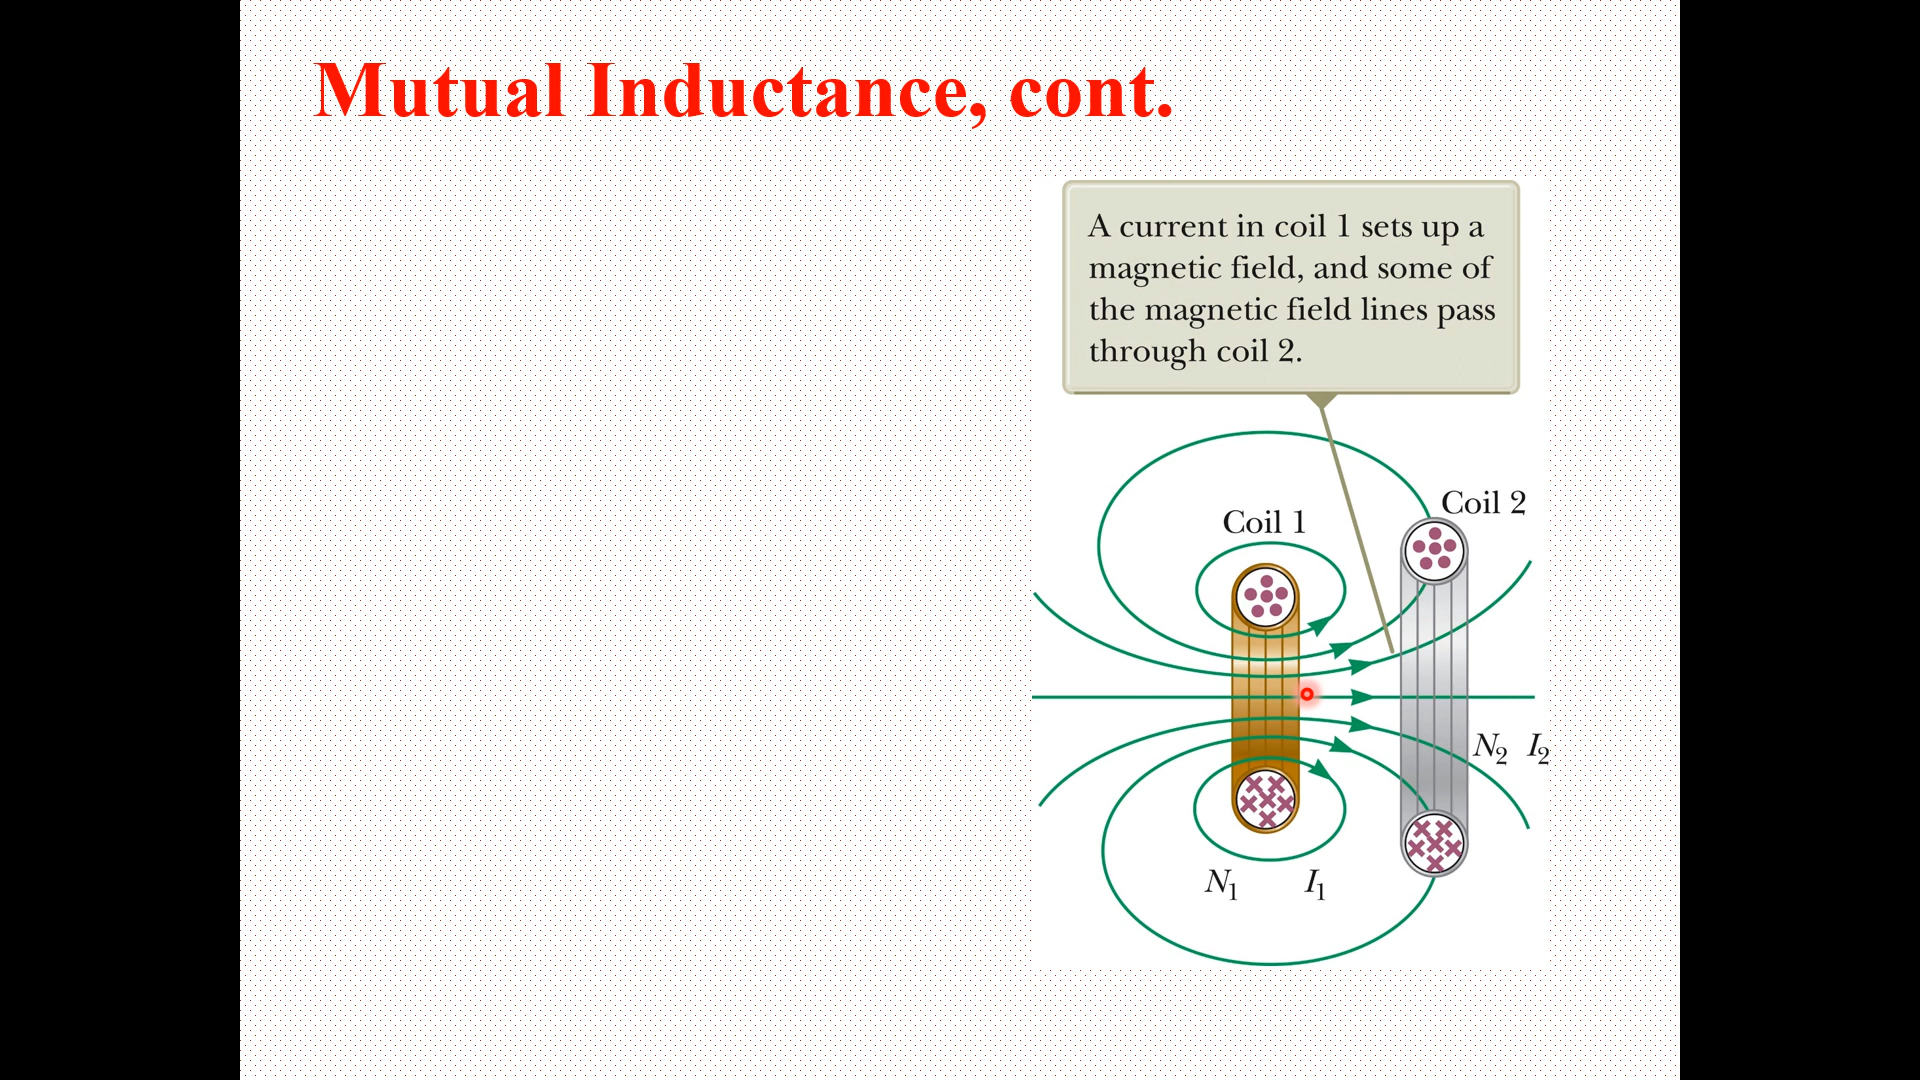 Mutual Inductance, cont.
A current in coil 1 sets up a
magnetic field, and some of
the magnetic field lines pass
through coil 2.
Coil 2
Coil 1
N₂ I₂
N₁ I₁